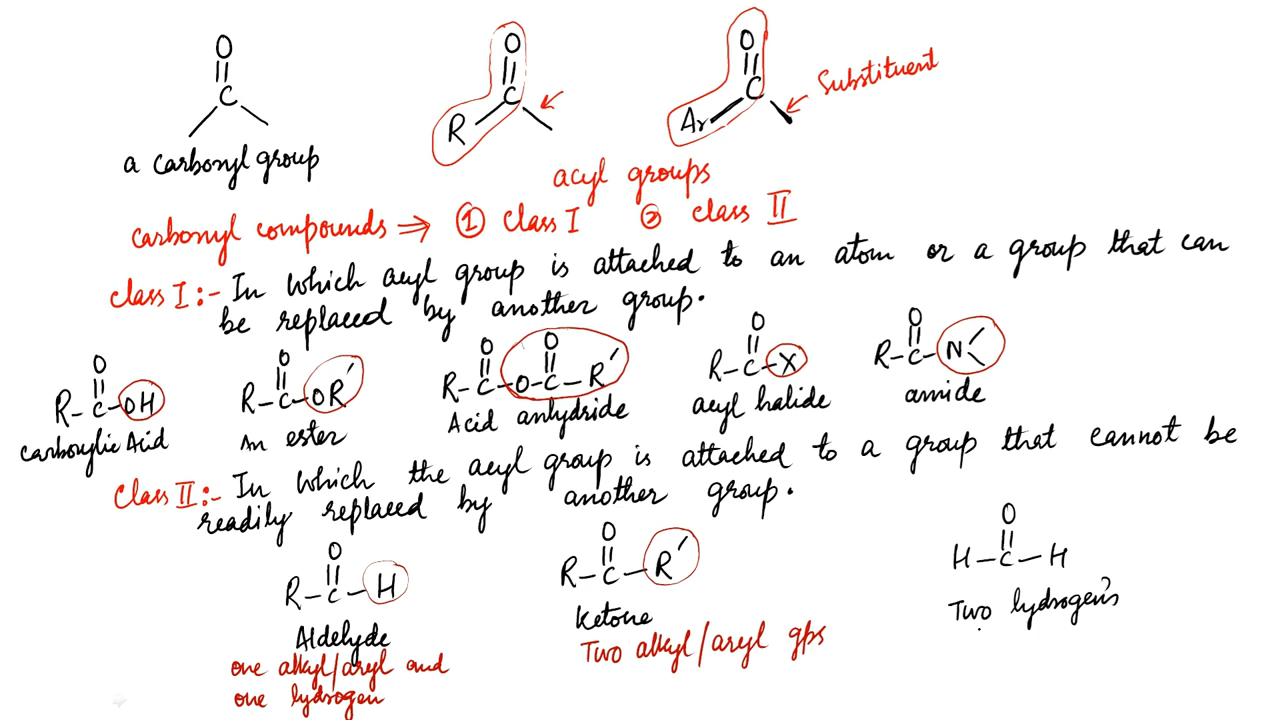 O O O
|| || ||
C C C
R Ar
Substituent
a carbonyl group
acyl groups
carbonyl compounds ⇒ ① class I ② class II
Class I :- In which acyl group is attached to an atom or a group that can
be replaced by another group.
O O O O O O
|| || || || || ||
R-C-OH R-C-OR′ R-C-O-C-R′ R-C-X R-C-N<
carboxylic Acid An ester Acid anhydride acyl halide amide
Class II :- In which the acyl group is attached to a group that cannot be
readily replaced by another group.
O O O
|| || ||
R-C-H R-C-R′ H-C-H
Aldehyde Ketone Two hydrogens
one alkyl/aryl and Two alkyl/aryl gps
one hydrogen